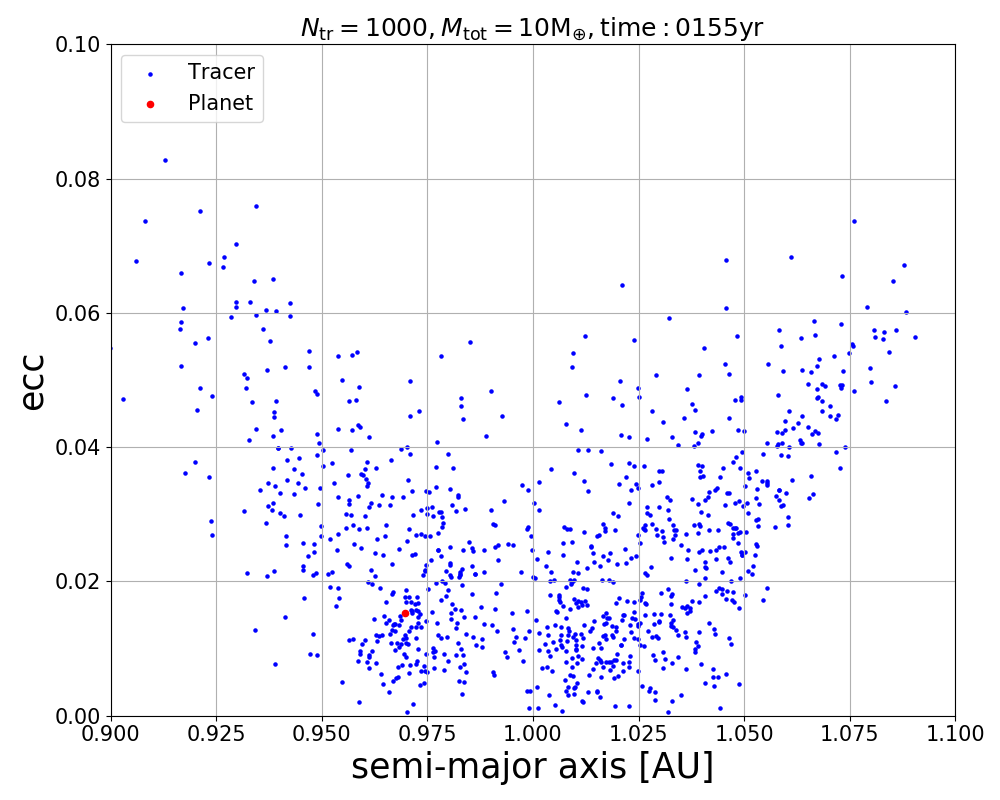 N_tr = 1000, M_tot = 10M_⊕, time : 0155yr
Tracer
Planet
ecc
0.10
0.08
0.06
0.04
0.02
0.00
0.900 0.925 0.950 0.975 1.000 1.025 1.050 1.075 1.100
semi-major axis [AU]